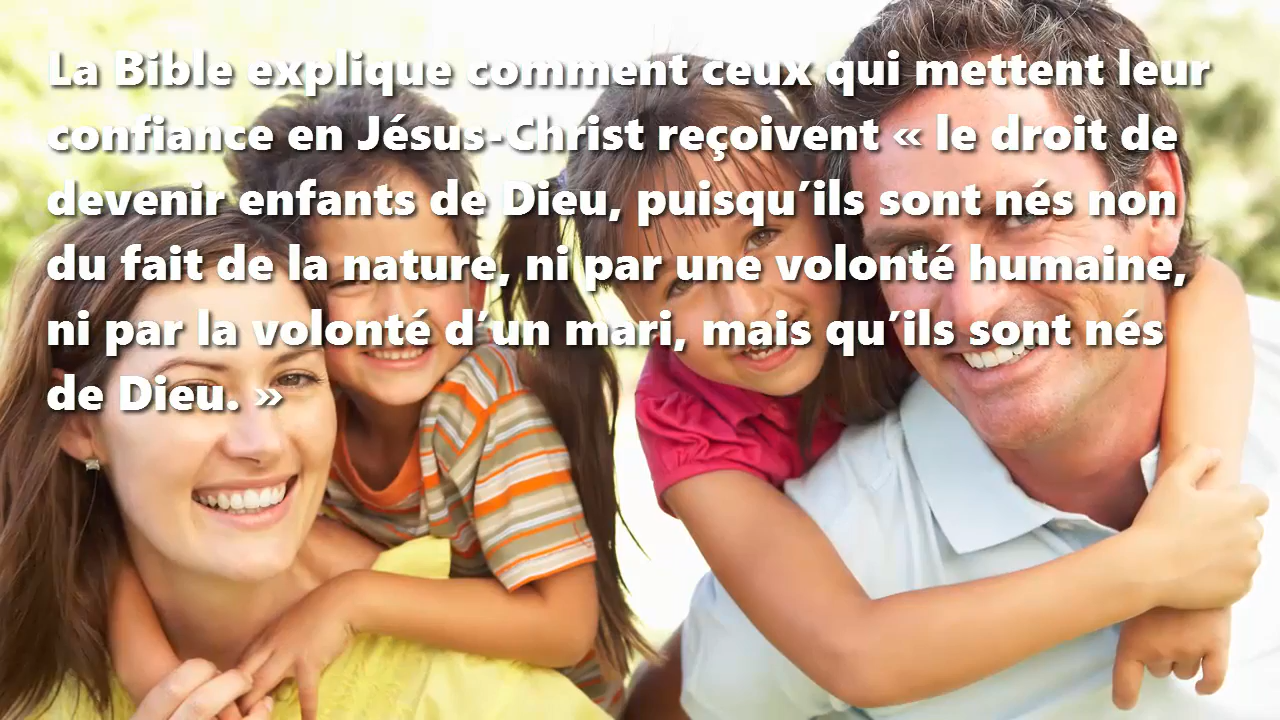 La Bible explique comment ceux qui mettent leur
confiance en Jésus-Christ reçoivent « le droit de
devenir enfants de Dieu, puisqu’ils sont nés non
du fait de la nature, ni par une volonté humaine,
ni par la volonté d’un mari, mais qu’ils sont nés
de Dieu. »